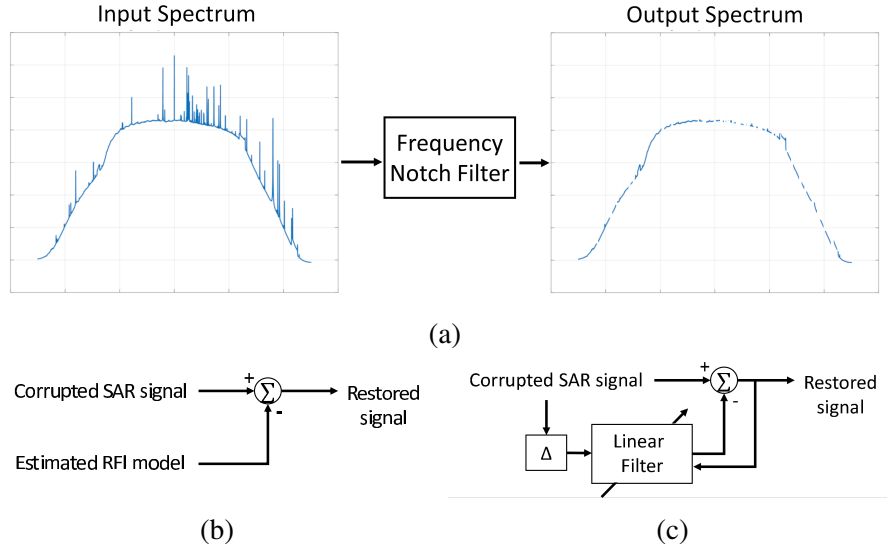 Input Spectrum
Output Spectrum
Frequency
Notch Filter
(a)
Corrupted SAR signal
+
Σ
-
Restored
signal
Estimated RFI model
(b)
Corrupted SAR signal
+
Σ
-
Restored
signal
Δ
Linear
Filter
(c)